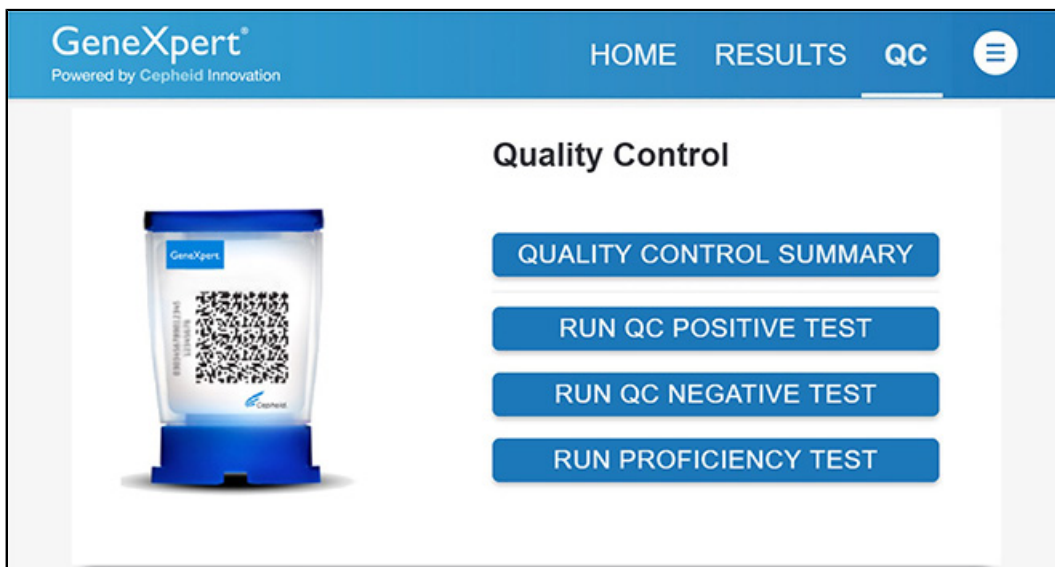 GeneXpert®
Powered by Cepheid Innovation
HOME RESULTS QC
Quality Control
GeneXpert
QUALITY CONTROL SUMMARY
RUN QC POSITIVE TEST
RUN QC NEGATIVE TEST
RUN PROFICIENCY TEST
Cepheid.